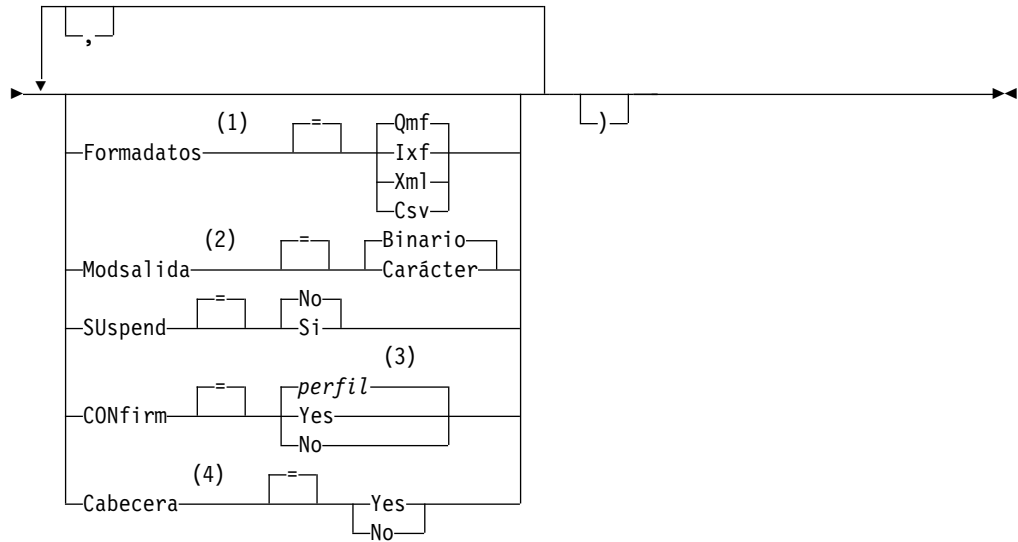 ,
(1)
Formadatos = Qmf
Ixf
Xml
Csv
)
(2)
Modsalida = Binario
Carácter
SUspend = No
Si
(3)
CONfirm = perfil
Yes
No
(4)
Cabecera = Yes
No